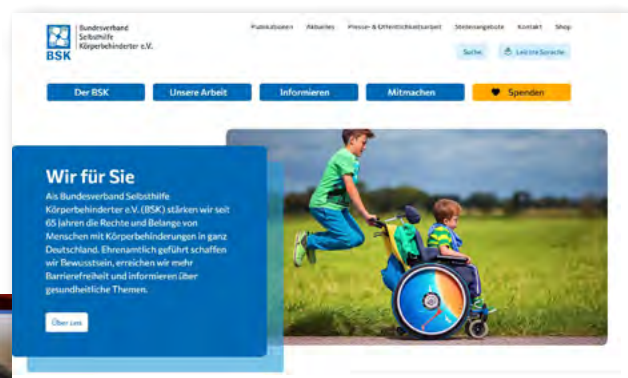 BSK
Bundesverband
Selbsthilfe
Körperbehinderter e.V.
Publikationen Aktuelles Presse- & Öffentlichkeitsarbeit Stellenangebote Kontakt Shop
Suche Leichte Sprache
Der BSK Unsere Arbeit Informieren Mitmachen Spenden
Wir für Sie
Als Bundesverband Selbsthilfe
Körperbehinderter e.V. (BSK) stärken wir seit
65 Jahren die Rechte und Belange von
Menschen mit Körperbehinderungen in ganz
Deutschland. Ehrenamtlich geführt schaffen
wir Bewusstsein, erreichen wir mehr
Barrierefreiheit und informieren über
gesundheitliche Themen.
Über uns